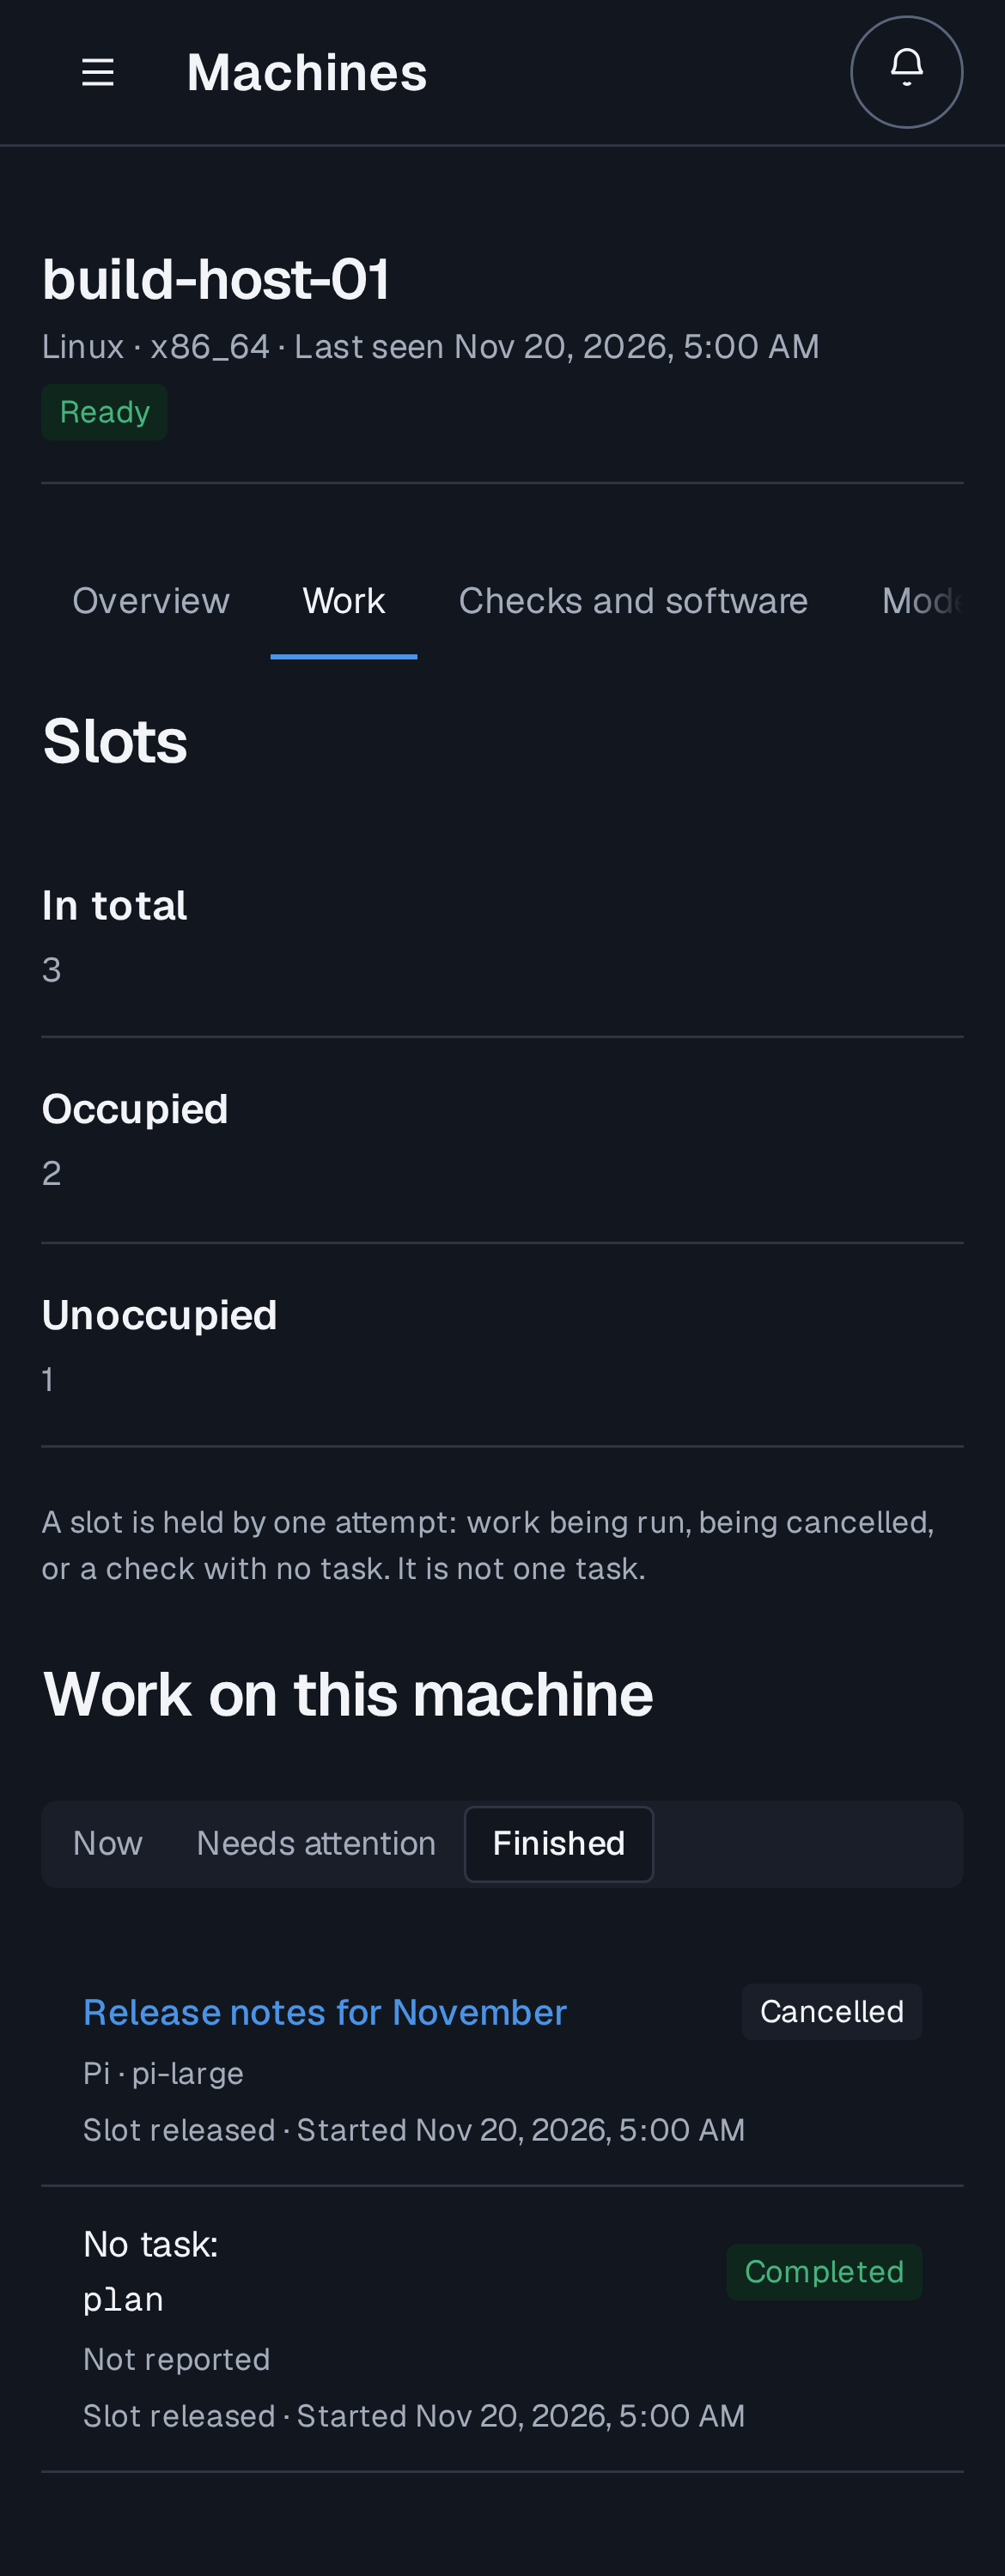 Machines
build-host-01
Linux · x86_64 · Last seen Nov 20, 2026, 5:00 AM
Ready
Overview Work Checks and software Mode
Slots
In total
3
Occupied
2
Unoccupied
1
A slot is held by one attempt: work being run, being cancelled,
or a check with no task. It is not one task.
Work on this machine
Now Needs attention Finished
Release notes for November Cancelled
Pi · pi-large
Slot released · Started Nov 20, 2026, 5:00 AM
No task:
plan
Completed
Not reported
Slot released · Started Nov 20, 2026, 5:00 AM